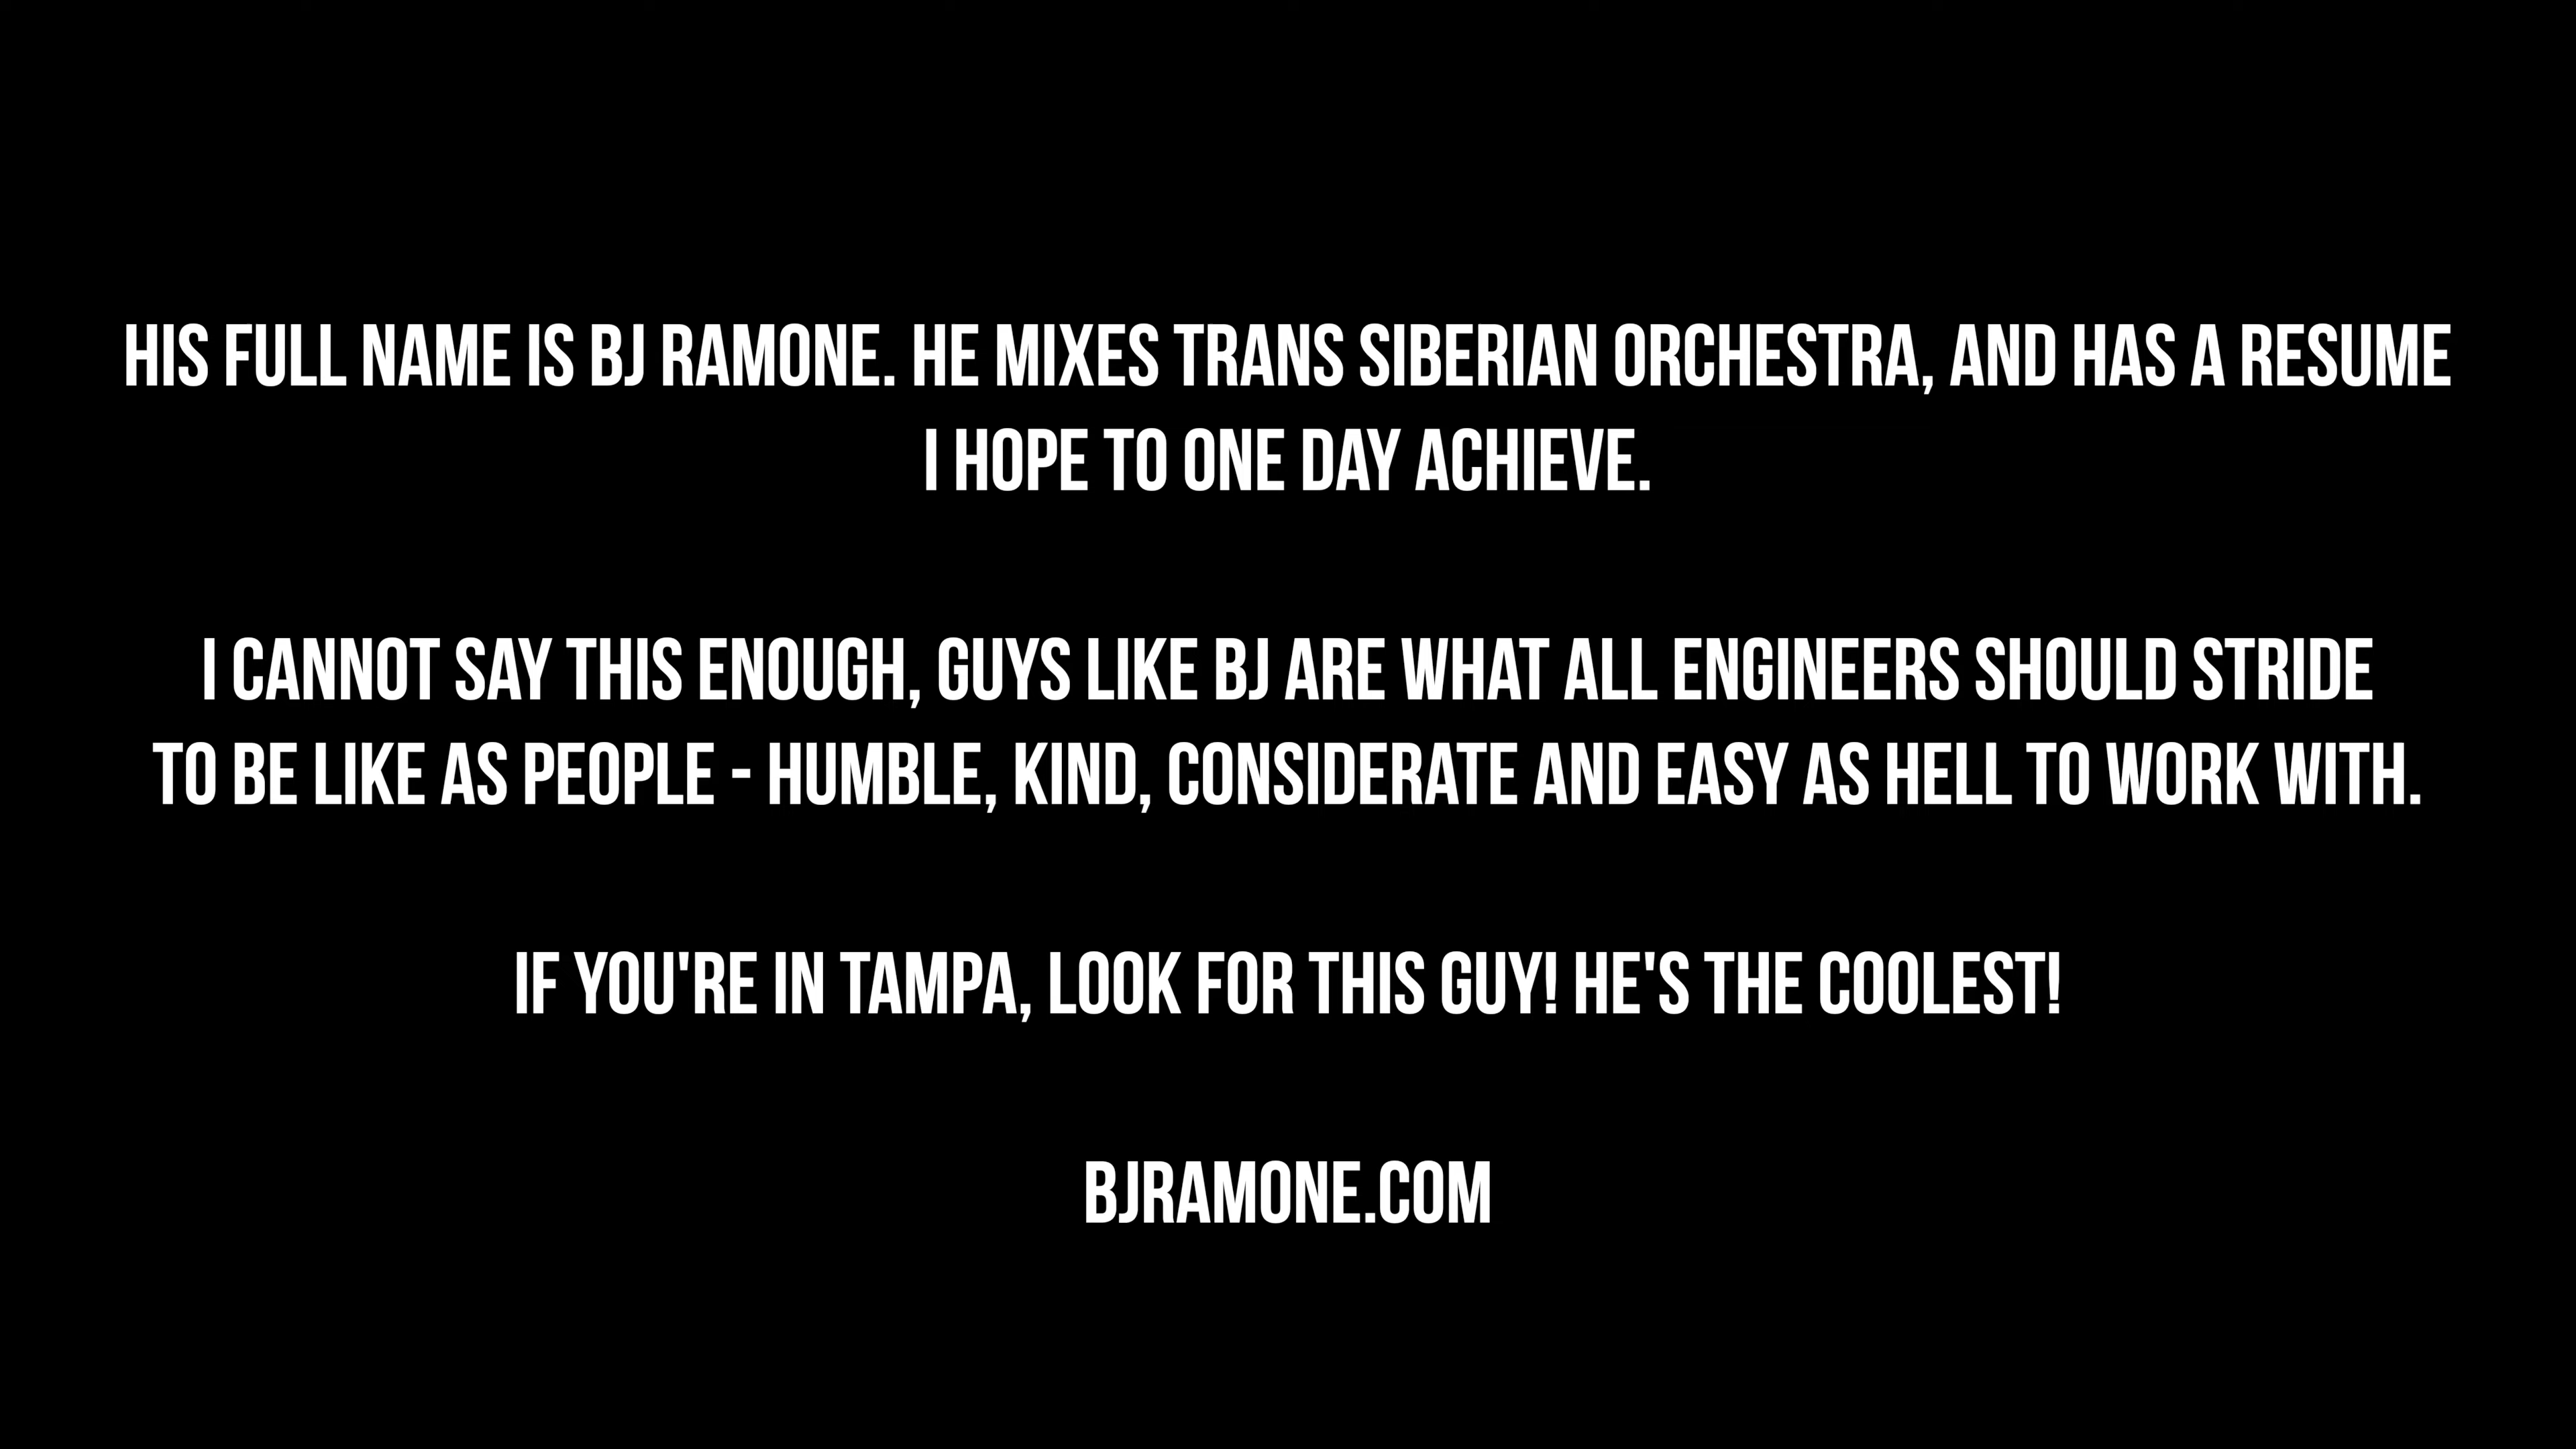 HIS FULL NAME IS BJ RAMONE. HE MIXES TRANS SIBERIAN ORCHESTRA, AND HAS A RESUME
I HOPE TO ONE DAY ACHIEVE.
I CANNOT SAY THIS ENOUGH, GUYS LIKE BJ ARE WHAT ALL ENGINEERS SHOULD STRIDE
TO BE LIKE AS PEOPLE - HUMBLE, KIND, CONSIDERATE AND EASY AS HELL TO WORK WITH.
IF YOU'RE IN TAMPA, LOOK FOR THIS GUY! HE'S THE COOLEST!
BJRAMONE.COM